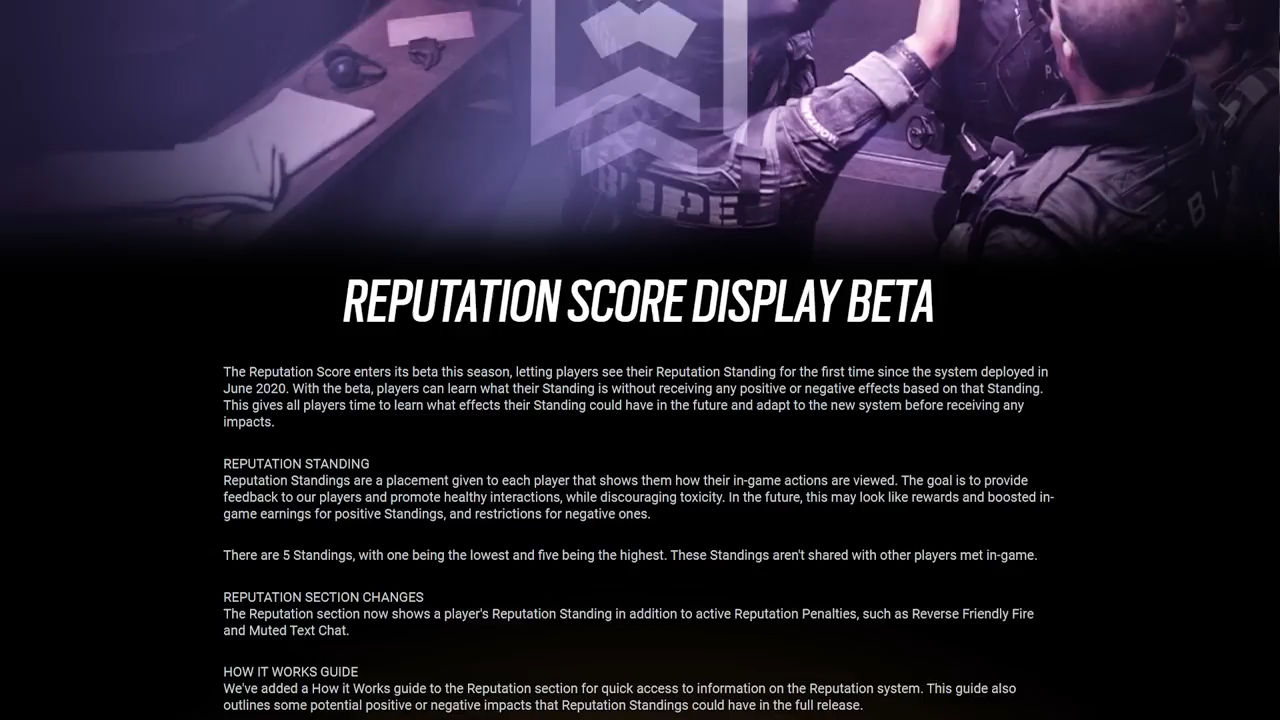 REPUTATION SCORE DISPLAY BETA
The Reputation Score enters its beta this season, letting players see their Reputation Standing for the first time since the system deployed in
June 2020. With the beta, players can learn what their Standing is without receiving any positive or negative effects based on that Standing.
This gives all players time to learn what effects their Standing could have in the future and adapt to the new system before receiving any
impacts.
REPUTATION STANDING
Reputation Standings are a placement given to each player that shows them how their in-game actions are viewed. The goal is to provide
feedback to our players and promote healthy interactions, while discouraging toxicity. In the future, this may look like rewards and boosted in-
game earnings for positive Standings, and restrictions for negative ones.
There are 5 Standings, with one being the lowest and five being the highest. These Standings aren't shared with other players met in-game.
REPUTATION SECTION CHANGES
The Reputation section now shows a player's Reputation Standing in addition to active Reputation Penalties, such as Reverse Friendly Fire
and Muted Text Chat.
HOW IT WORKS GUIDE
We've added a How it Works guide to the Reputation section for quick access to information on the Reputation system. This guide also
outlines some potential positive or negative impacts that Reputation Standings could have in the full release.